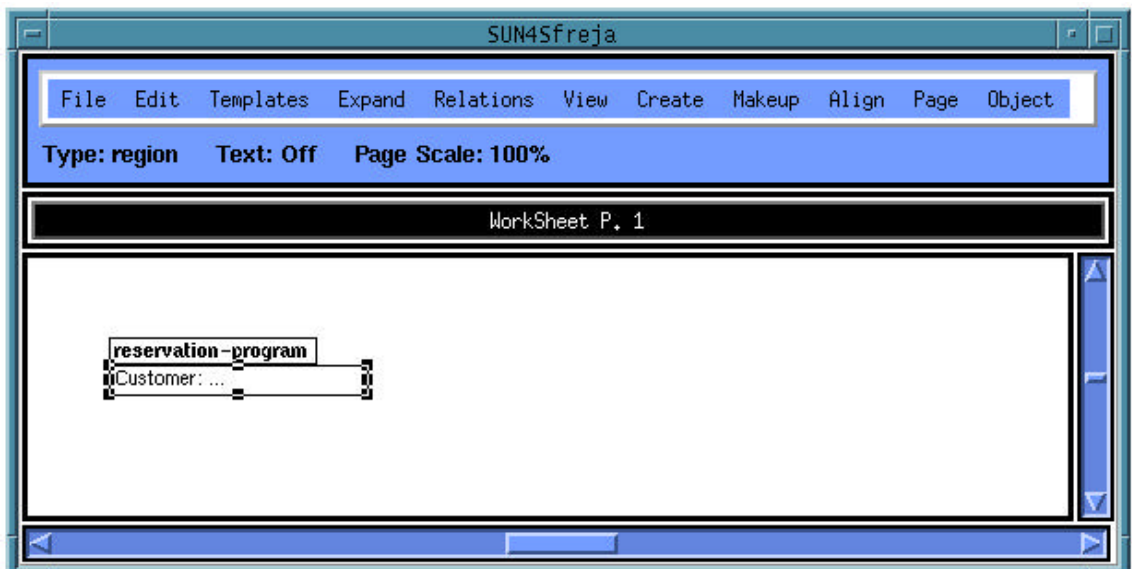 SUN4Sfreja
File Edit Templates Expand Relations View Create Makeup Align Page Object
Type: region Text: Off Page Scale: 100%
WorkSheet P. 1
reservation-program
Customer: ...